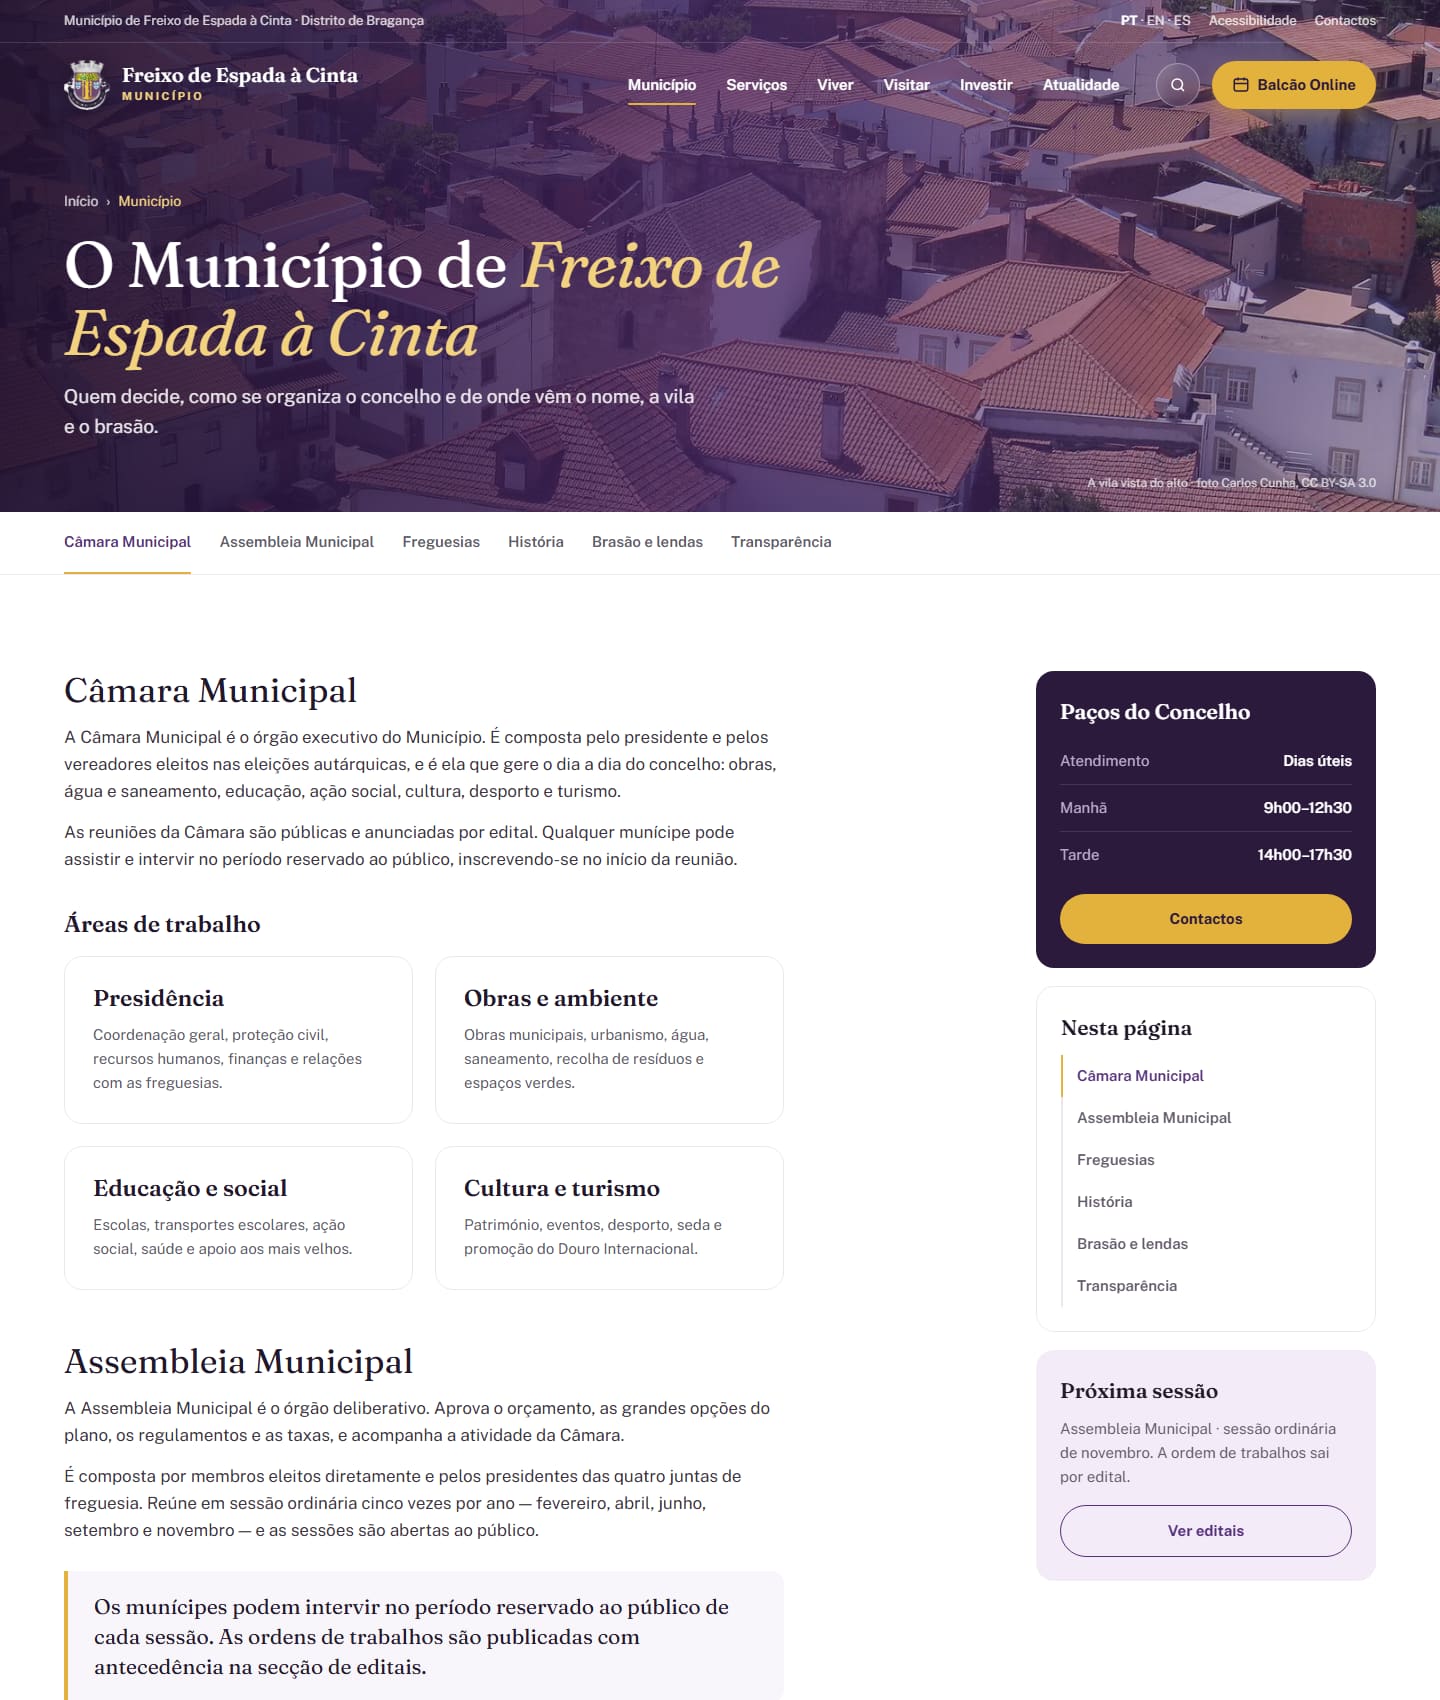 Município de Freixo de Espada à Cinta · Distrito de Bragança
PT · EN · ES Acessibilidade Contactos
Freixo de Espada à Cinta
MUNICÍPIO
Município Serviços Viver Visitar Investir Atualidade Balcão Online
Início › Município
O Município de Freixo de
Espada à Cinta
Quem decide, como se organiza o concelho e de onde vêm o nome, a vila
e o brasão.
A vila vista do alto · foto Carlos Cunha, CC BY-SA 3.0
Câmara Municipal Assembleia Municipal Freguesias História Brasão e lendas Transparência
Câmara Municipal
A Câmara Municipal é o órgão executivo do Município. É composta pelo presidente e pelos
vereadores eleitos nas eleições autárquicas, e é ela que gere o dia a dia do concelho: obras,
água e saneamento, educação, ação social, cultura, desporto e turismo.
As reuniões da Câmara são públicas e anunciadas por edital. Qualquer munícipe pode
assistir e intervir no período reservado ao público, inscrevendo-se no início da reunião.
Áreas de trabalho
Presidência
Coordenação geral, proteção civil,
recursos humanos, finanças e relações
com as freguesias.
Obras e ambiente
Obras municipais, urbanismo, água,
saneamento, recolha de resíduos e
espaços verdes.
Educação e social
Escolas, transportes escolares, ação
social, saúde e apoio aos mais velhos.
Cultura e turismo
Património, eventos, desporto, seda e
promoção do Douro Internacional.
Assembleia Municipal
A Assembleia Municipal é o órgão deliberativo. Aprova o orçamento, as grandes opções do
plano, os regulamentos e as taxas, e acompanha a atividade da Câmara.
É composta por membros eleitos diretamente e pelos presidentes das quatro juntas de
freguesia. Reúne em sessão ordinária cinco vezes por ano — fevereiro, abril, junho,
setembro e novembro — e as sessões são abertas ao público.
Os munícipes podem intervir no período reservado ao público de
cada sessão. As ordens de trabalhos são publicadas com
antecedência na secção de editais.
Paços do Concelho
Atendimento Dias úteis
Manhã 9h00–12h30
Tarde 14h00–17h30
Contactos
Nesta página
Câmara Municipal
Assembleia Municipal
Freguesias
História
Brasão e lendas
Transparência
Próxima sessão
Assembleia Municipal · sessão ordinária
de novembro. A ordem de trabalhos sai
por edital.
Ver editais